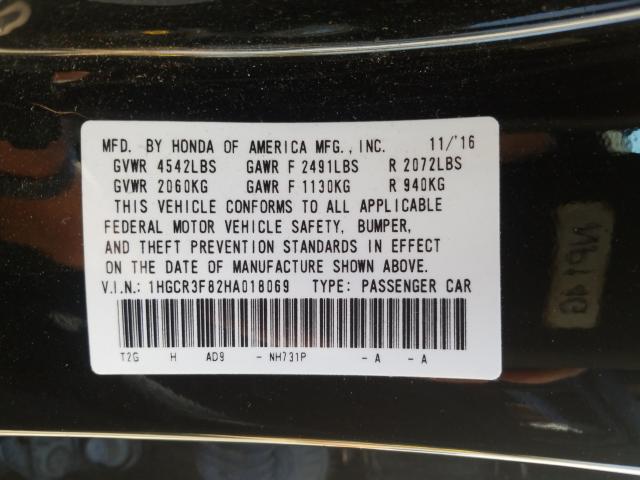 MFD. BY HONDA OF AMERICA MFG., INC. 11/'16
GVWR 4542LBS GAWR F 2491LBS R 2072LBS
GVWR 2060KG GAWR F 1130KG R 940KG
THIS VEHICLE CONFORMS TO ALL APPLICABLE
FEDERAL MOTOR VEHICLE SAFETY, BUMPER,
AND THEFT PREVENTION STANDARDS IN EFFECT
ON THE DATE OF MANUFACTURE SHOWN ABOVE.
V.I.N.: 1HGCR3F82HA018069 TYPE: PASSENGER CAR
T2G H AD9 - NH731P - A - A